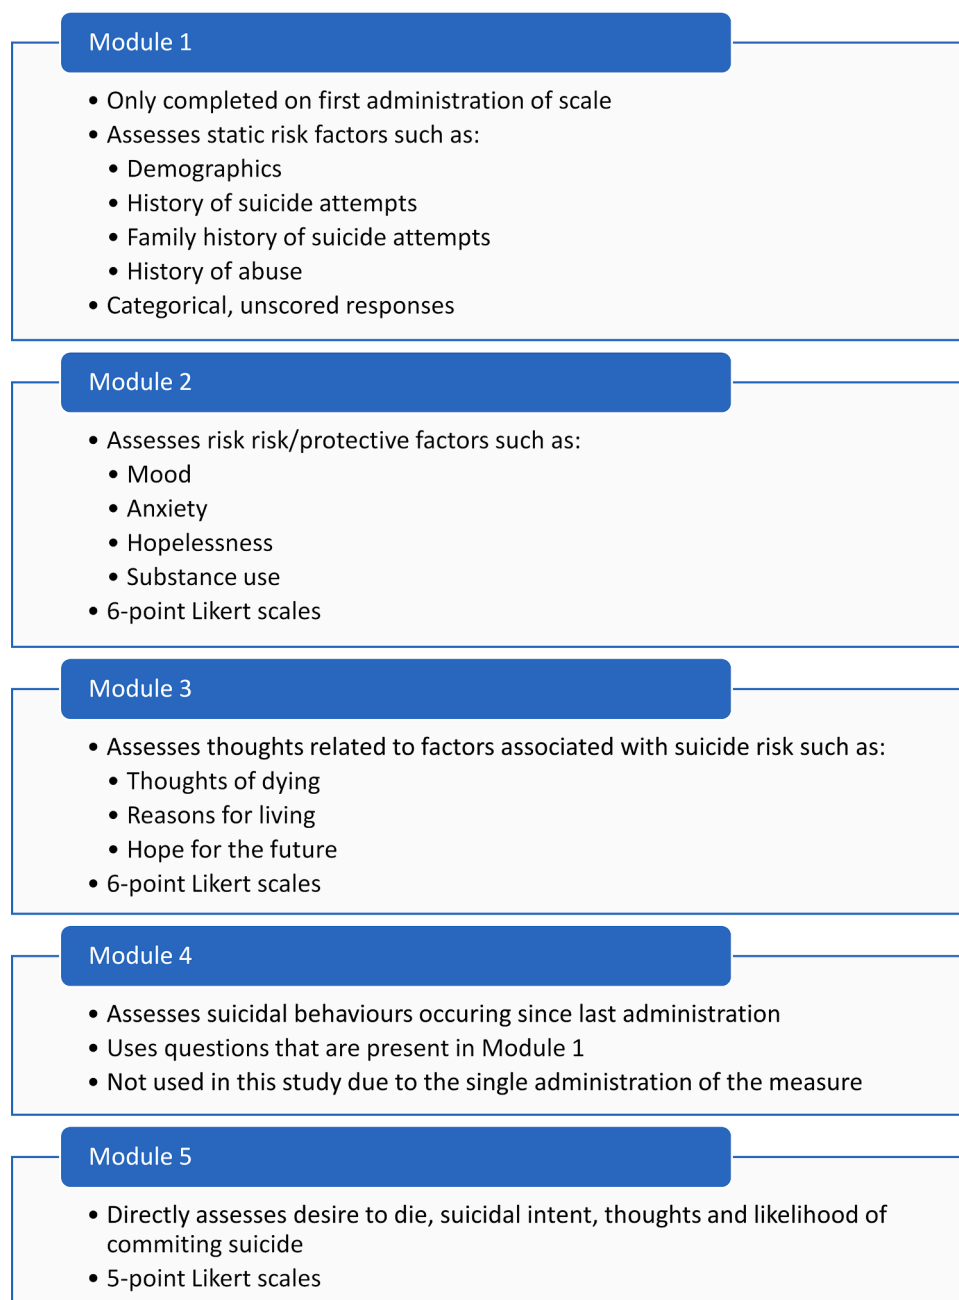 Module 1
• Only completed on first administration of scale
• Assesses static risk factors such as:
• Demographics
• History of suicide attempts
• Family history of suicide attempts
• History of abuse
• Categorical, unscored responses
Module 2
• Assesses risk risk/protective factors such as:
• Mood
• Anxiety
• Hopelessness
• Substance use
• 6-point Likert scales
Module 3
• Assesses thoughts related to factors associated with suicide risk such as:
• Thoughts of dying
• Reasons for living
• Hope for the future
• 6-point Likert scales
Module 4
• Assesses suicidal behaviours occuring since last administration
• Uses questions that are present in Module 1
• Not used in this study due to the single administration of the measure
Module 5
• Directly assesses desire to die, suicidal intent, thoughts and likelihood of
commiting suicide
• 5-point Likert scales